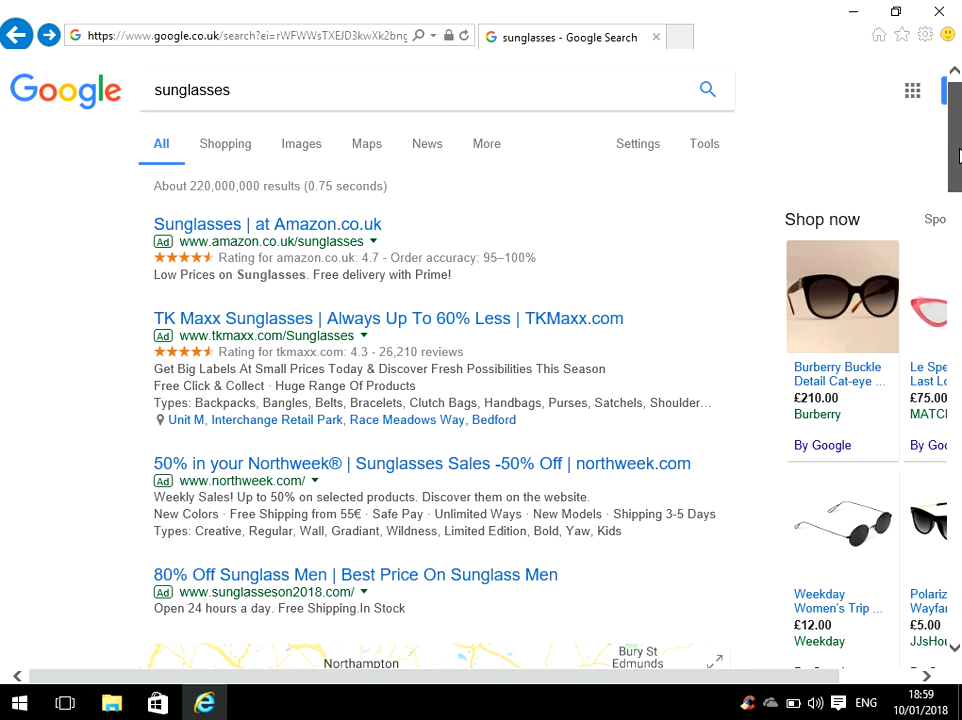 https://www.google.co.uk/search?ei=rWFWWsTXEJD3kwXk2bng
sunglasses - Google Search
Google
sunglasses
All Shopping Images Maps News More Settings Tools
About 220,000,000 results (0.75 seconds)
Sunglasses | at Amazon.co.uk
Ad www.amazon.co.uk/sunglasses
Rating for amazon.co.uk: 4.7 - Order accuracy: 95–100%
Low Prices on Sunglasses. Free delivery with Prime!
TK Maxx Sunglasses | Always Up To 60% Less | TKMaxx.com
Ad www.tkmaxx.com/Sunglasses
Rating for tkmaxx.com: 4.3 - 26,210 reviews
Get Big Labels At Small Prices Today & Discover Fresh Possibilities This Season
Free Click & Collect · Huge Range Of Products
Types: Backpacks, Bangles, Belts, Bracelets, Clutch Bags, Handbags, Purses, Satchels, Shoulder...
Unit M, Interchange Retail Park, Race Meadows Way, Bedford
50% in your Northweek® | Sunglasses Sales -50% Off | northweek.com
Ad www.northweek.com/
Weekly Sales! Up to 50% on selected products. Discover them on the website.
New Colors · Free Shipping from 55€ · Safe Pay · Unlimited Ways · New Models · Shipping 3-5 Days
Types: Creative, Regular, Wall, Gradiant, Wildness, Limited Edition, Bold, Yaw, Kids
80% Off Sunglass Men | Best Price On Sunglass Men
Ad www.sunglasseson2018.com/
Open 24 hours a day. Free Shipping.In Stock
Northampton
Bury St
Edmunds
Shop now Spo
Burberry Buckle
Detail Cat-eye ...
£210.00
Burberry
By Google
Le Spe
Last Lo
£75.00
MATCI
By Goo
Weekday
Women's Trip ...
£12.00
Weekday
Polariz
Wayfar
£5.00
JJsHou
ENG
18:59
10/01/2018